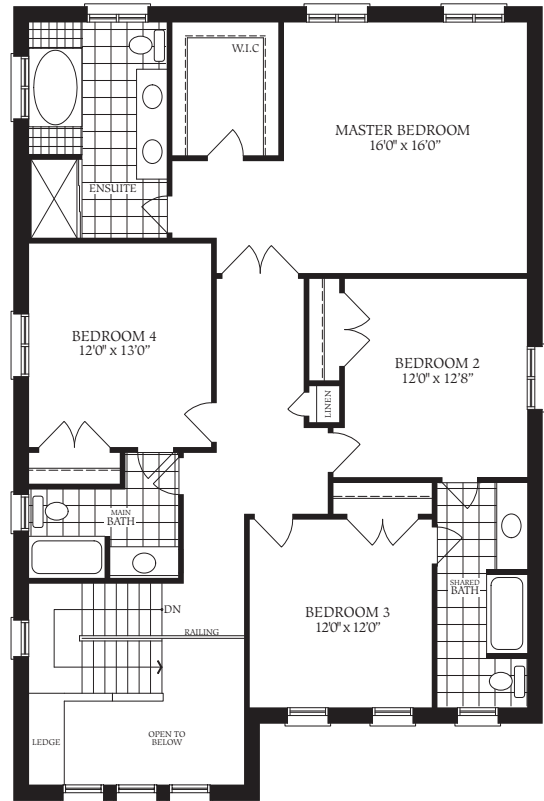 W.I.C
MASTER BEDROOM
16'0" x 16'0"
ENSUITE
BEDROOM 4
12'0" x 13'0"
BEDROOM 2
12'0" x 12'8"
LINEN
MAIN
BATH
SHARED
BATH
DN
RAILING
BEDROOM 3
12'0" x 12'0"
LEDGE
OPEN TO
BELOW